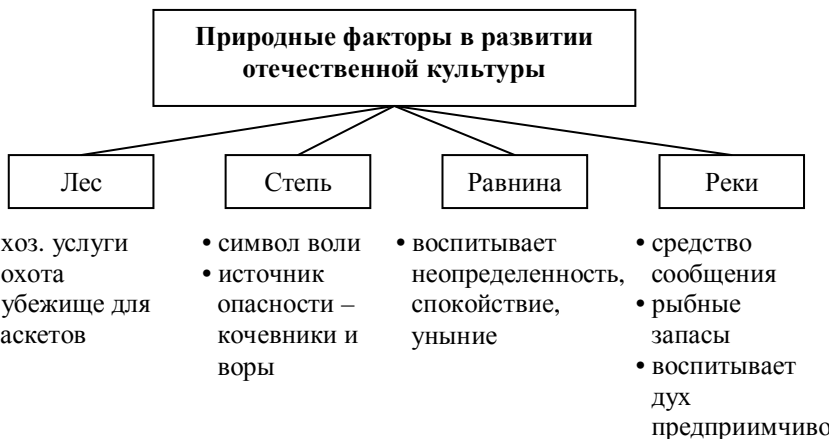 Природные факторы в развитии
отечественной культуры
Лес
хоз. услуги
охота
убежище для
аскетов
Степь
• символ воли
• источник
опасности –
кочевники и
воры
Равнина
• воспитывает
неопределенность,
спокойствие,
уныние
Реки
• средство
сообщения
• рыбные
запасы
• воспитывает
дух
предприимчиво